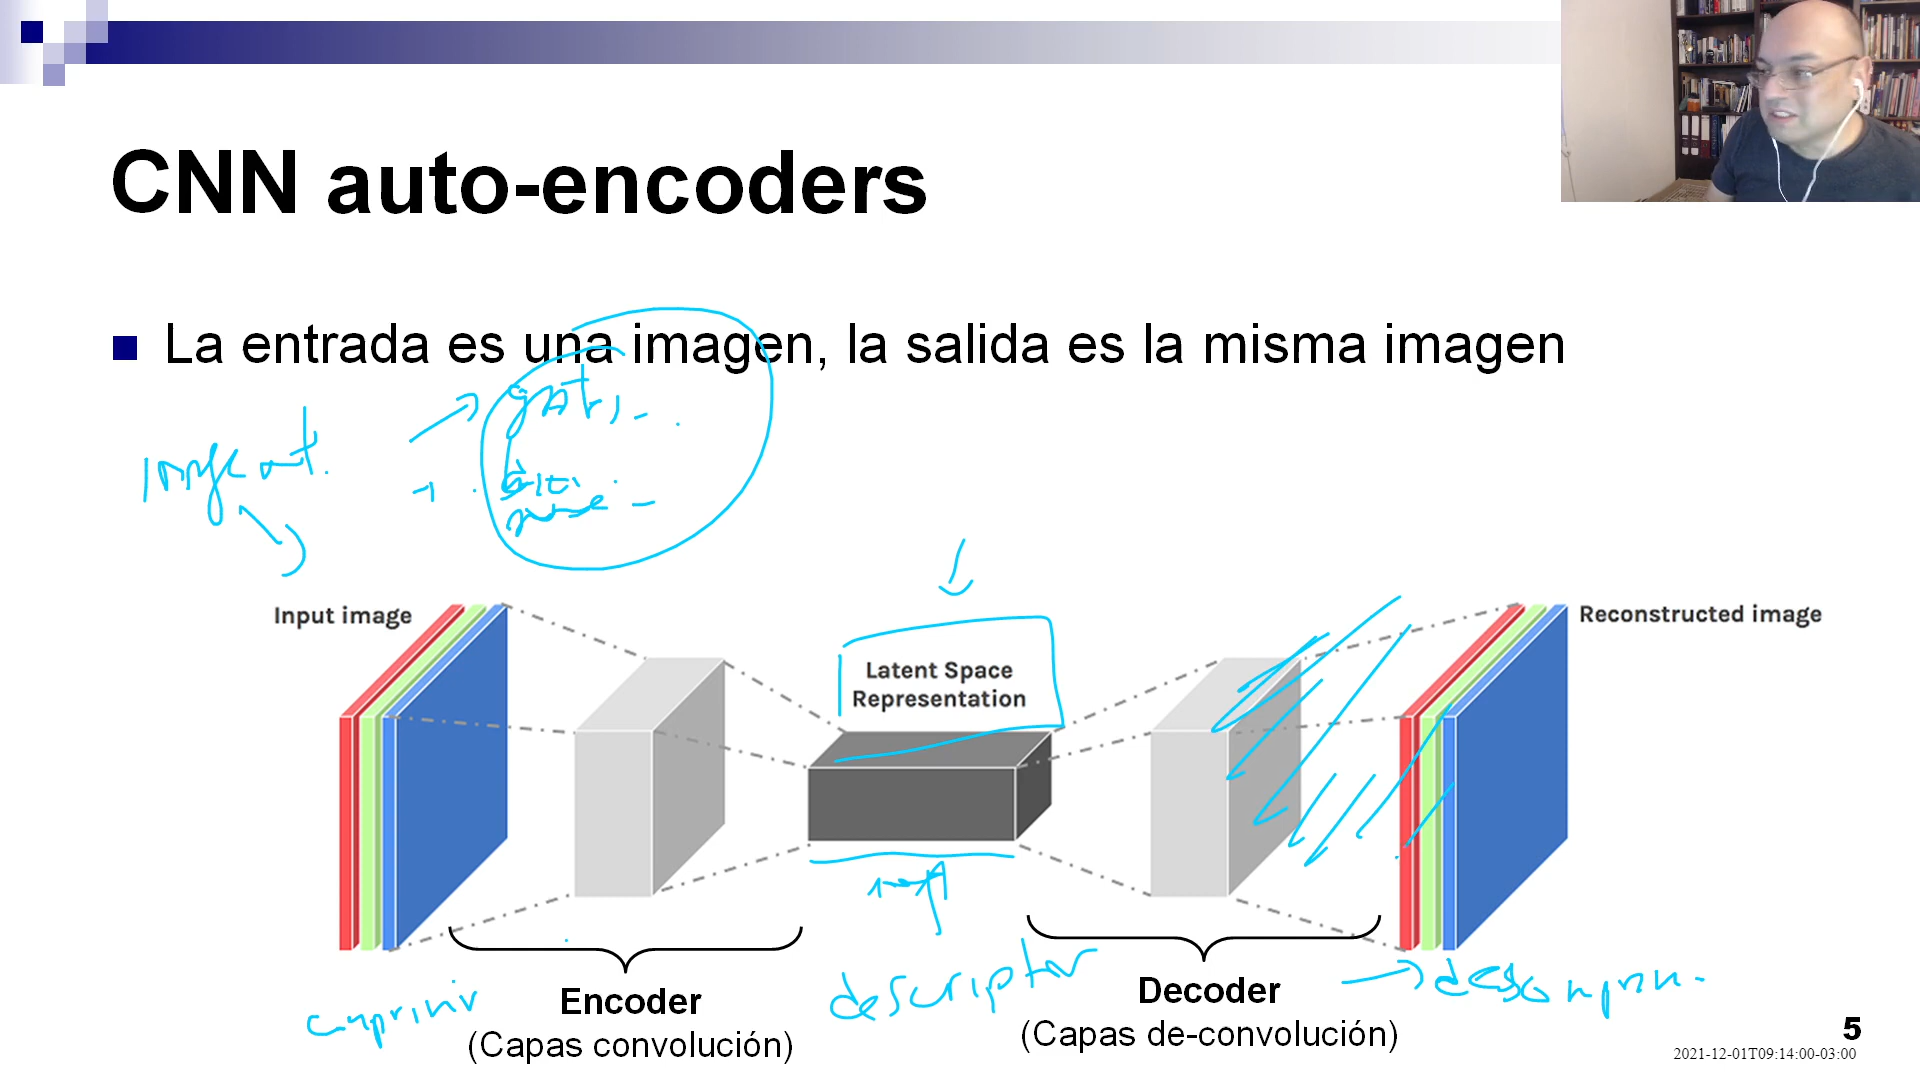 CNN auto-encoders
La entrada es una imagen, la salida es la misma imagen
Input image
Latent Space
Representation
Reconstructed image
descriptor
Encoder
(Capas convolución)
Decoder
(Capas de-convolución)
5
2021-12-01T09:14:00-03:00